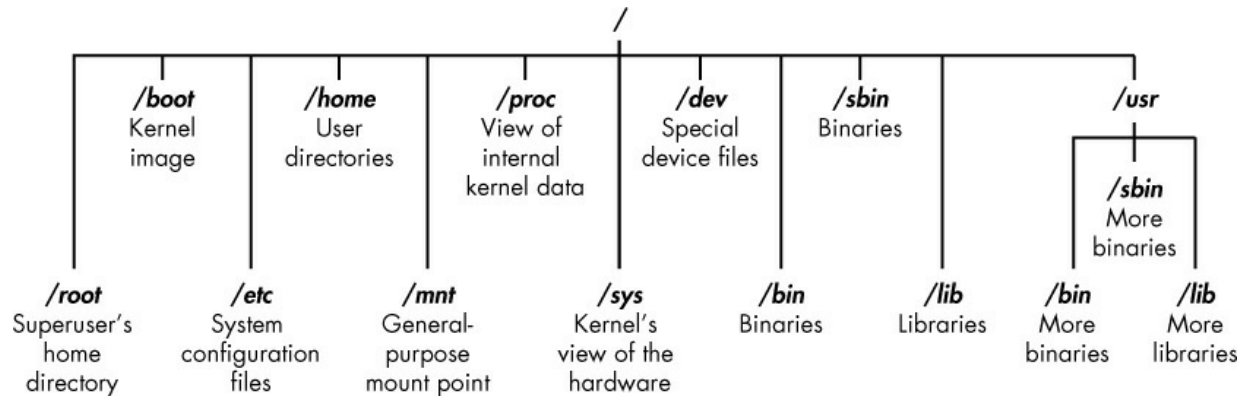 /
/boot
Kernel
image
/home
User
directories
/proc
View of
internal
kernel data
/dev
Special
device files
/sbin
Binaries
/usr
/sbin
More
binaries
/root
Superuser's
home
directory
/etc
System
configuration
files
/mnt
General-
purpose
mount point
/sys
Kernel's
view of the
hardware
/bin
Binaries
/lib
Libraries
/bin
More
binaries
/lib
More
libraries